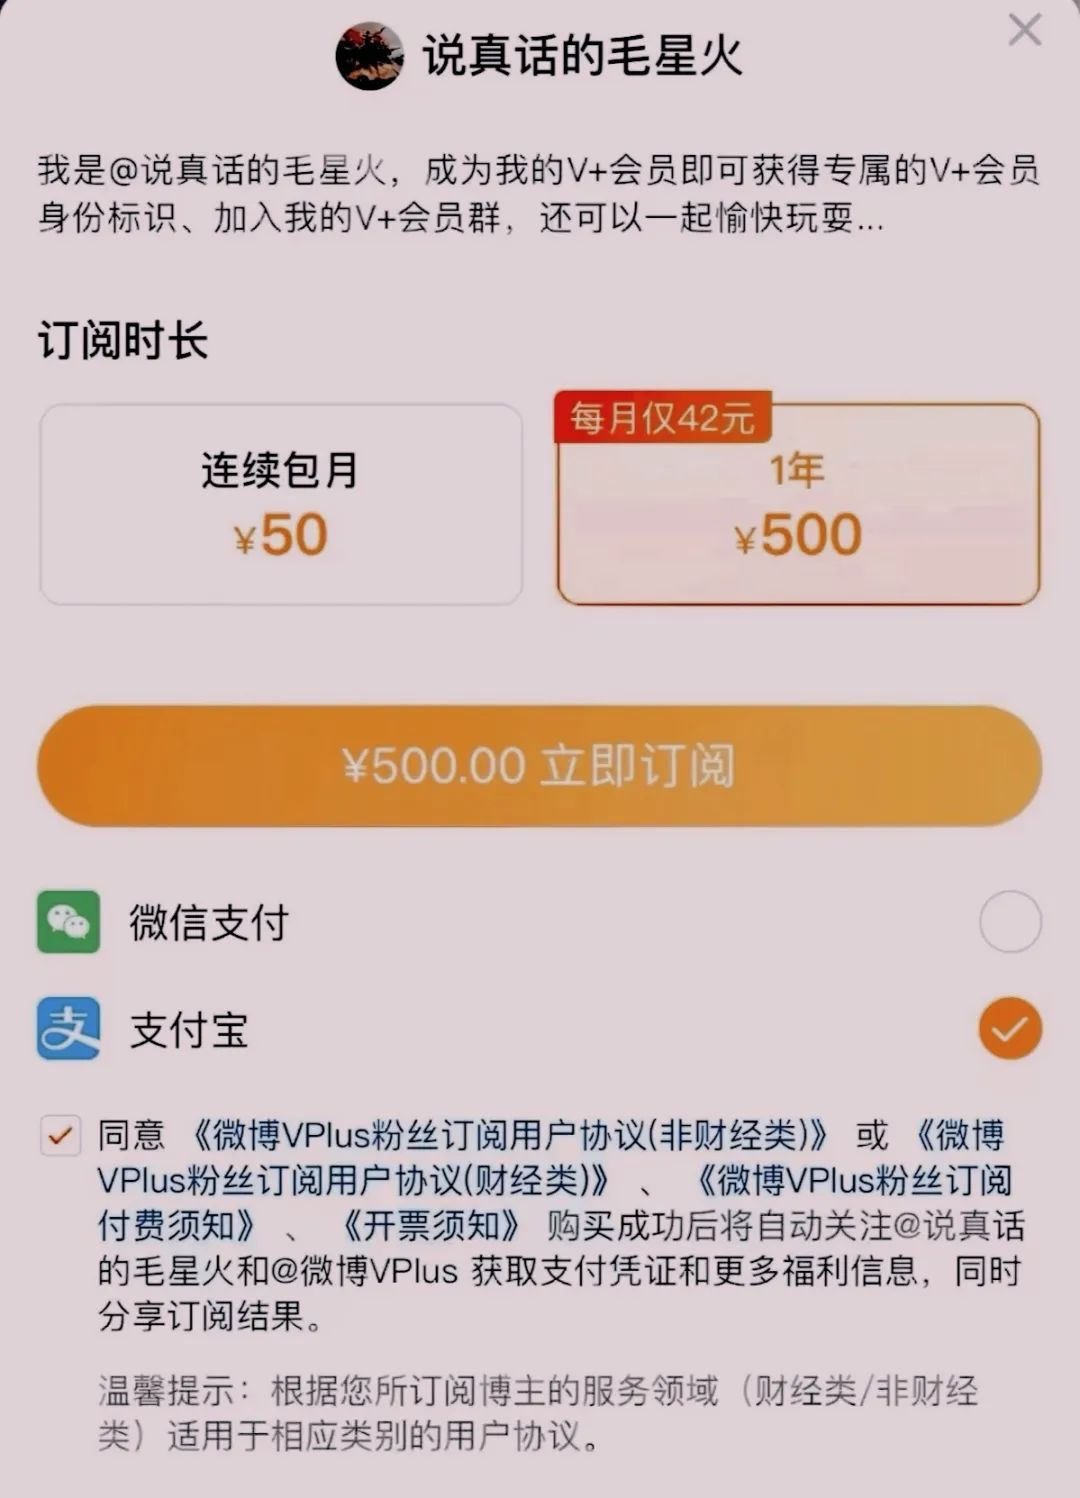 说真话的毛星火
我是@说真话的毛星火，成为我的V+会员即可获得专属的V+会员
身份标识、加入我的V+会员群，还可以一起愉快玩耍...
订阅时长
连续包月
¥50
每月仅42元
1年
¥500
¥500.00 立即订阅
微信支付
支付宝
同意 《微博VPlus粉丝订阅用户协议(非财经类)》 或 《微博
VPlus粉丝订阅用户协议(财经类)》 、 《微博VPlus粉丝订阅
付费须知》 、 《开票须知》 购买成功后将自动关注@说真话
的毛星火和@微博VPlus 获取支付凭证和更多福利信息，同时
分享订阅结果。
温馨提示：根据您所订阅博主的服务领域（财经类/非财经
类）适用于相应类别的用户协议。